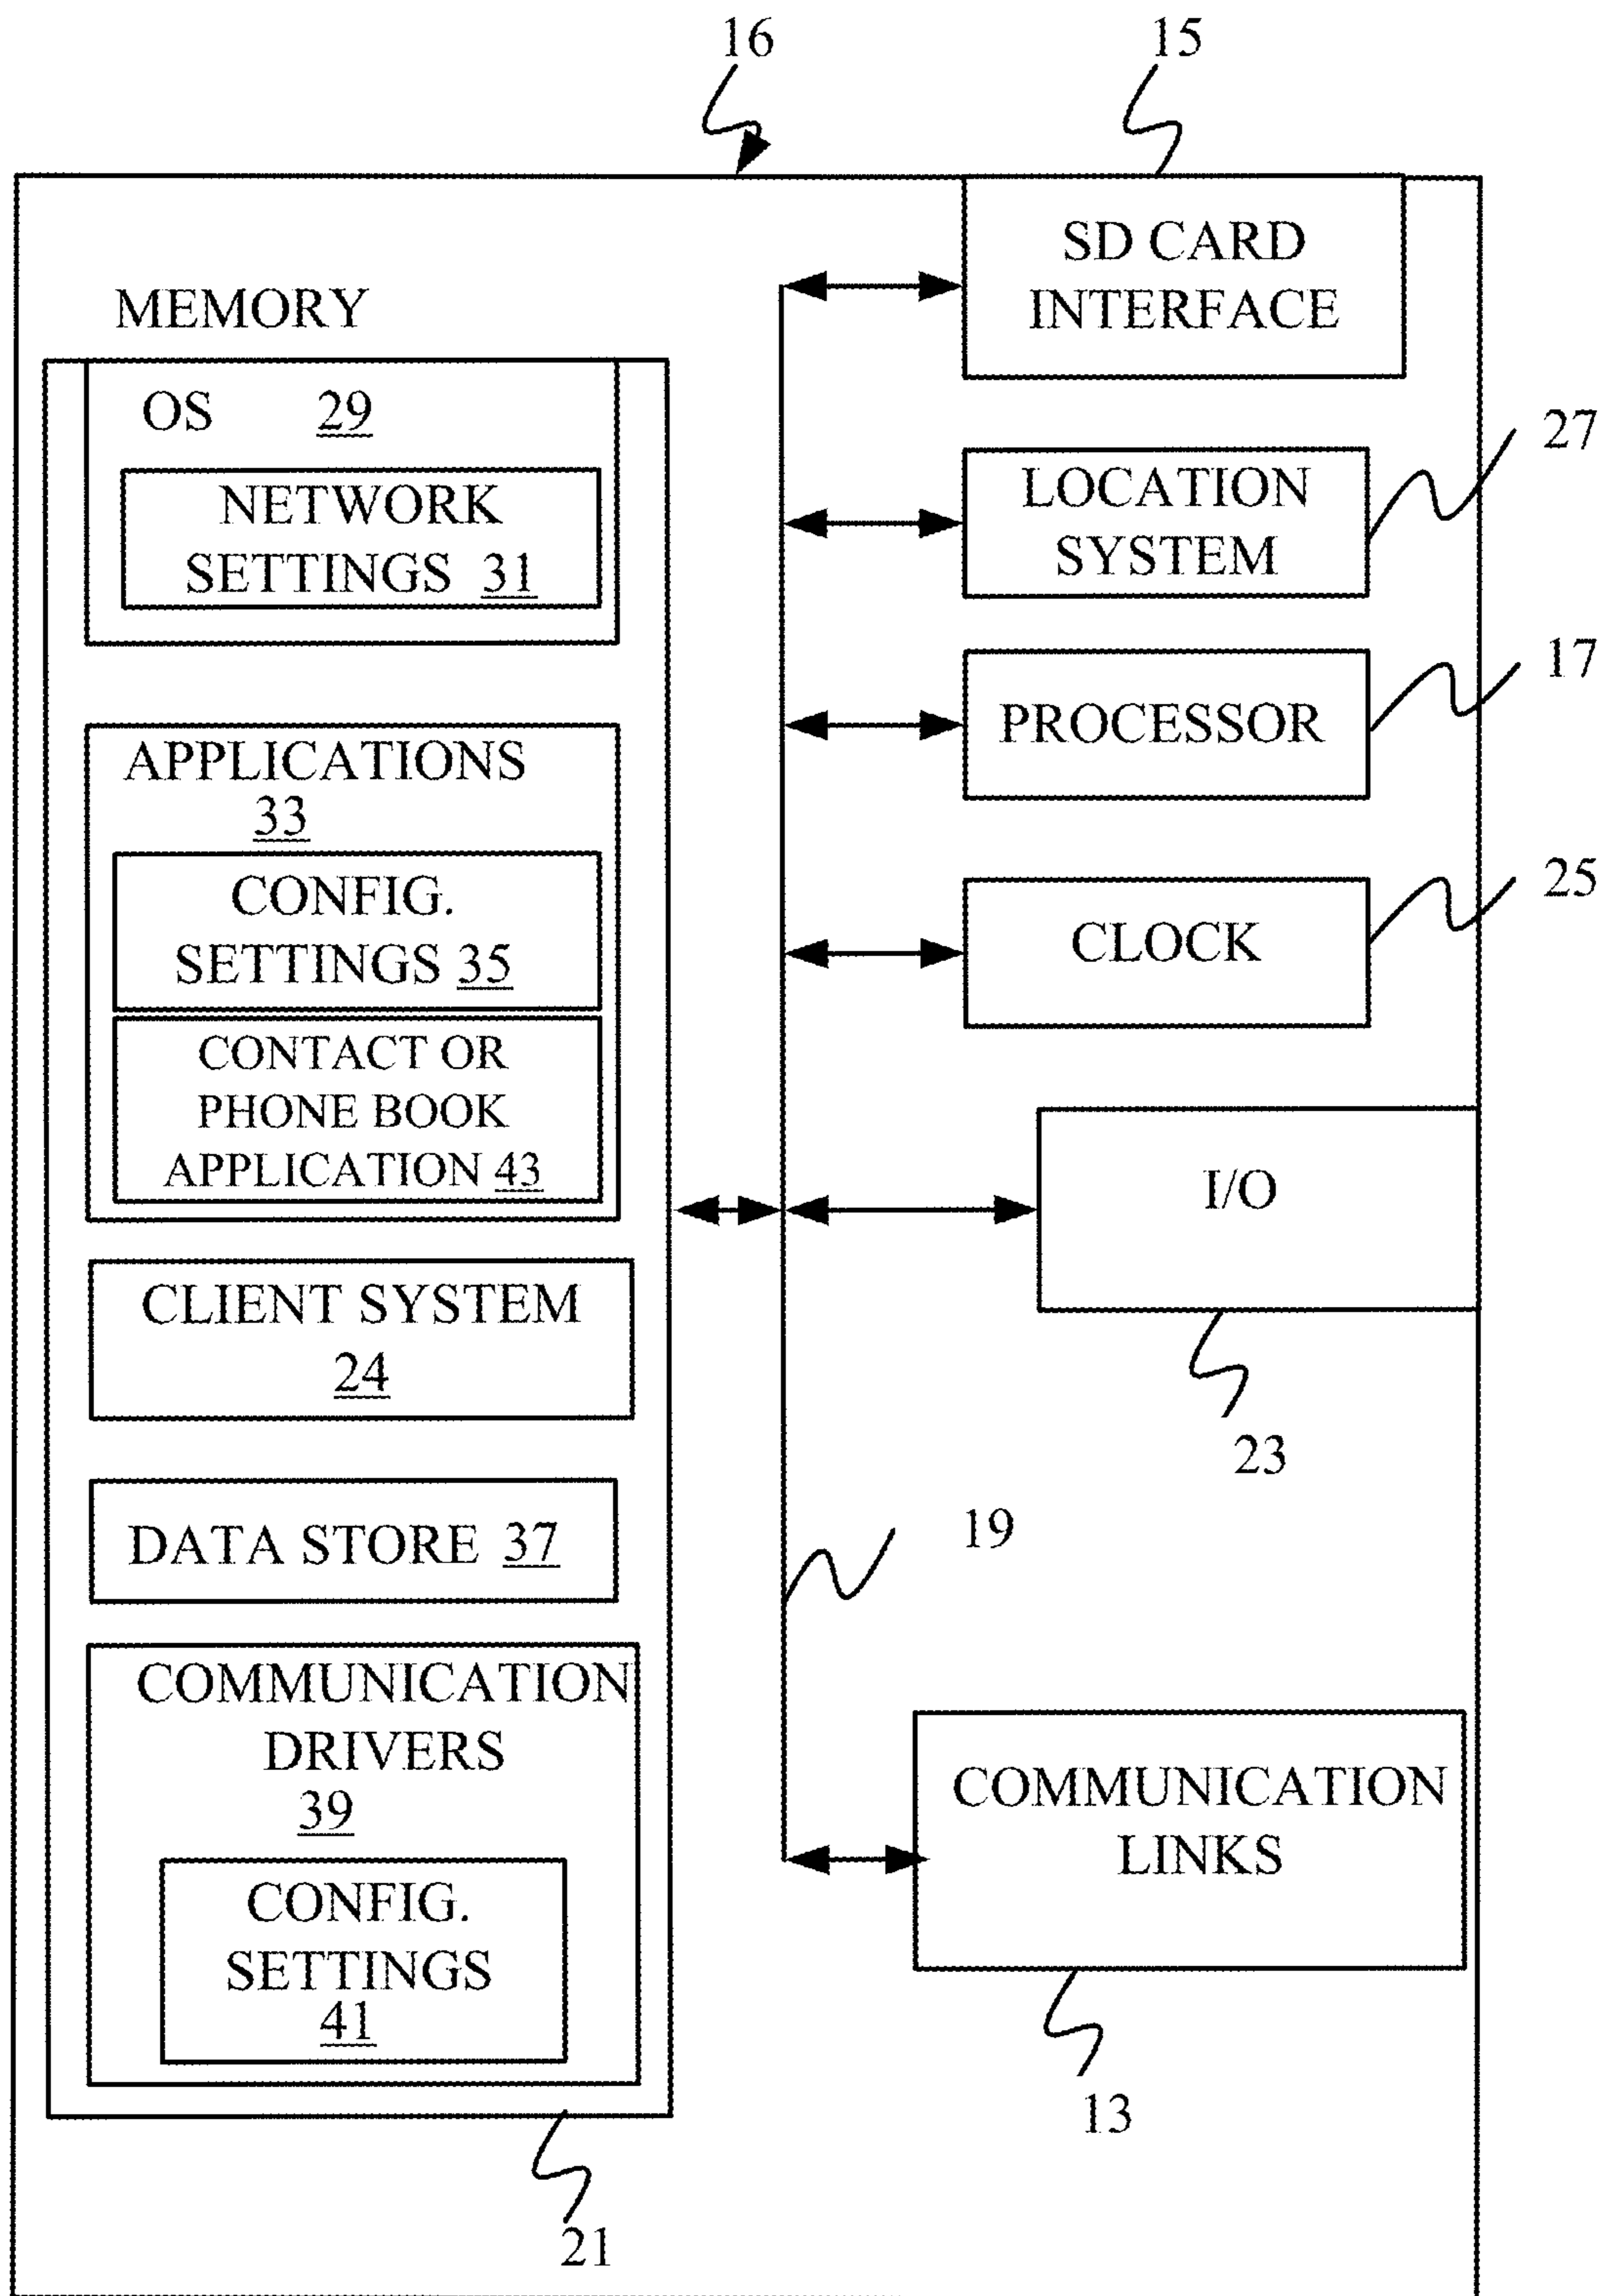 16
15
SD CARD
INTERFACE
MEMORY
OS 29
NETWORK
SETTINGS 31
APPLICATIONS
33
CONFIG.
SETTINGS 35
CONTACT OR
PHONE BOOK
APPLICATION 43
CLIENT SYSTEM
24
DATA STORE 37
COMMUNICATION
DRIVERS
39
CONFIG.
SETTINGS
41
21
27
LOCATION
SYSTEM
17
PROCESSOR
25
CLOCK
I/O
23
19
COMMUNICATION
LINKS
13